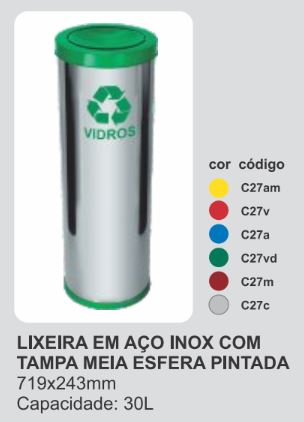 VIDROS
cor código
C27am
C27v
C27a
C27vd
C27m
C27c
LIXEIRA EM AÇO INOX COM
TAMPA MEIA ESFERA PINTADA
719x243mm
Capacidade: 30L